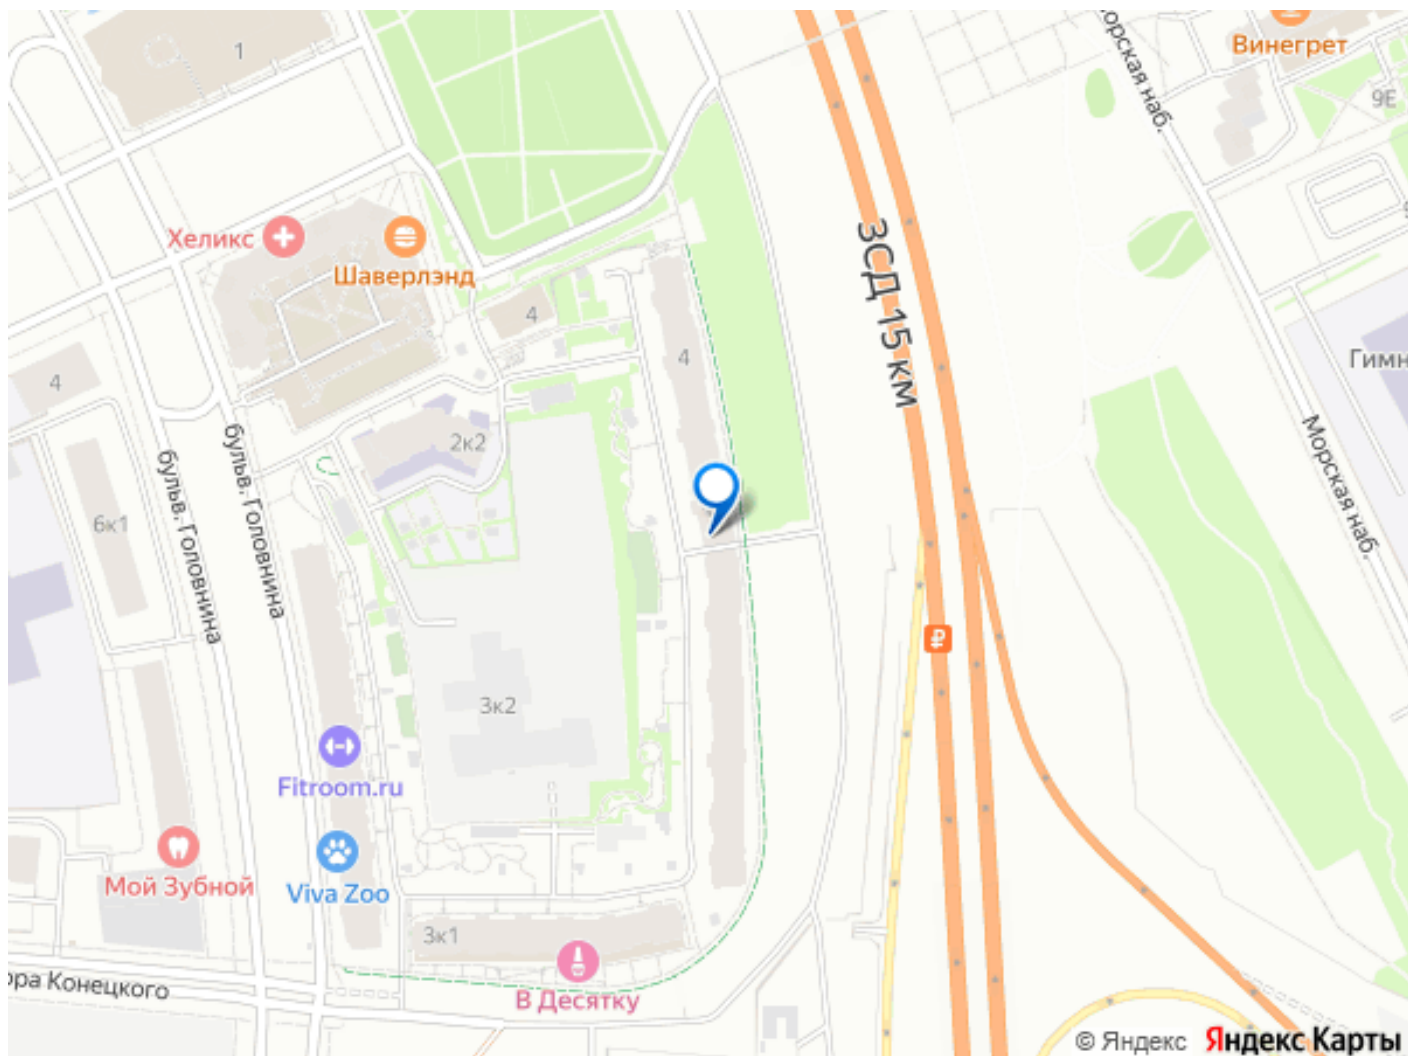 орская наб.
Винегрет
9Е
1
Хеликс
Шаверлэнд
ЗСД 15 км
4
4
4
Гимн
2к2
Морская наб.
бульв. Головнина
бульв. Головнина
6к1
3к2
Fitroom.ru
Мой Зубной
Viva Zoo
3к1
В Десятку
ора Конецкого
© Яндекс
Яндекс Карты